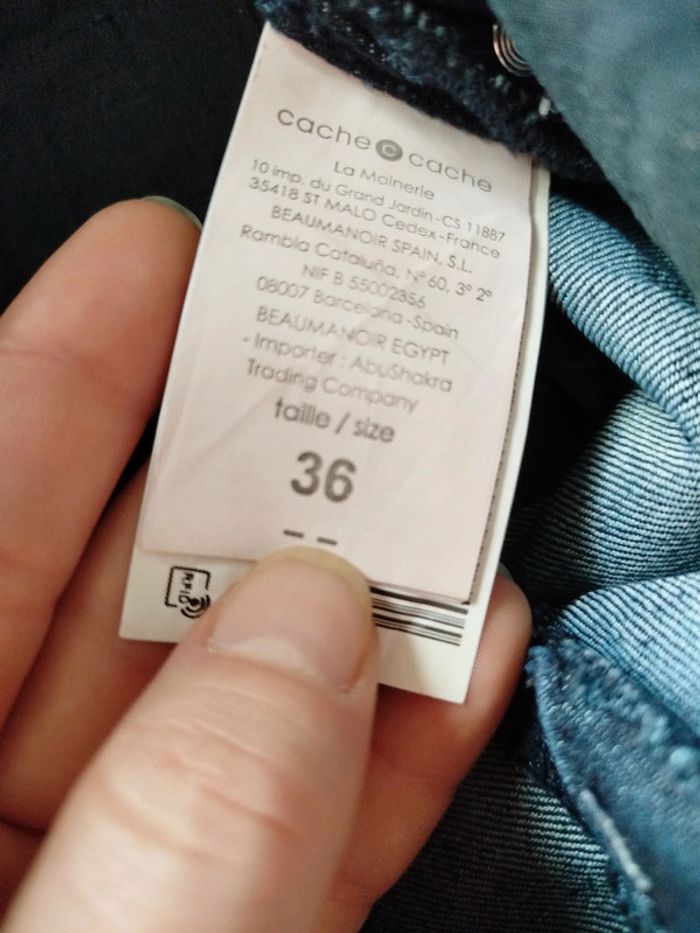 cache c cache
La Moinerie
10 imp. du Grand Jardin-CS 11887
35418 ST MALO Cedex-France
BEAUMANOIR SPAIN, S.L.
Rambla Cataluña, Nº 60, 3º 2º
NIF B 55002356
08007 Barcelona-Spain
BEAUMANOIR EGYPT
- Importer : AbuShakra
Trading Company
taille / size
36
- -
RFID